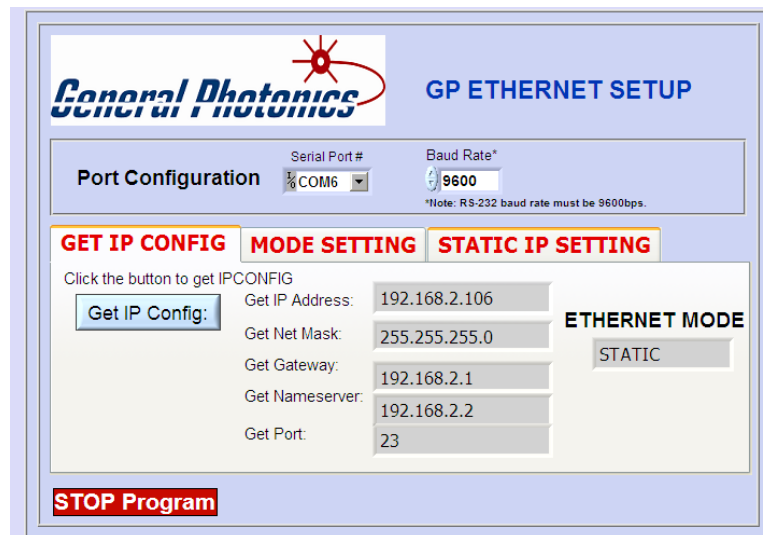 General Photonics
GP ETHERNET SETUP
Port Configuration
Serial Port #
COM6
Baud Rate*
9600
*Note: RS-232 baud rate must be 9600bps.
GET IP CONFIG
MODE SETTING
STATIC IP SETTING
Click the button to get IPCONFIG
Get IP Config:
Get IP Address: 192.168.2.106
Get Net Mask: 255.255.255.0
Get Gateway: 192.168.2.1
Get Nameserver: 192.168.2.2
Get Port: 23
ETHERNET MODE
STATIC
STOP Program